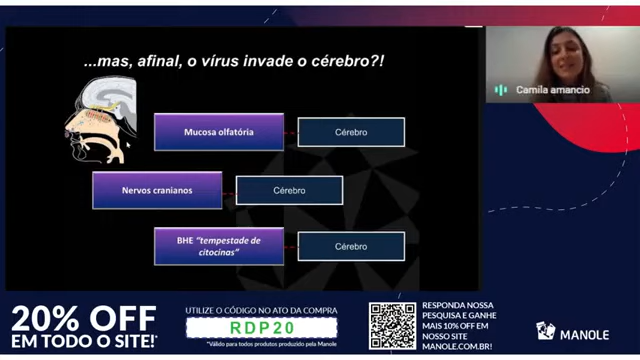 ...mas, afinal, o vírus invade o cérebro?!
Camila amancio
Mucosa olfatória
Cérebro
Nervos cranianos
Cérebro
BHE "tempestade de
citocinas"
Cérebro
20% OFF
EM TODO O SITE!*
UTILIZE O CÓDIGO NO ATO DA COMPRA
RDP20
*Válido para todos produtos produzido pela Manole
RESPONDA NOSSA
PESQUISA E GANHE
MAIS 10% OFF EM
NOSSO SITE
MANOLE.COM.BR!
MANOLE